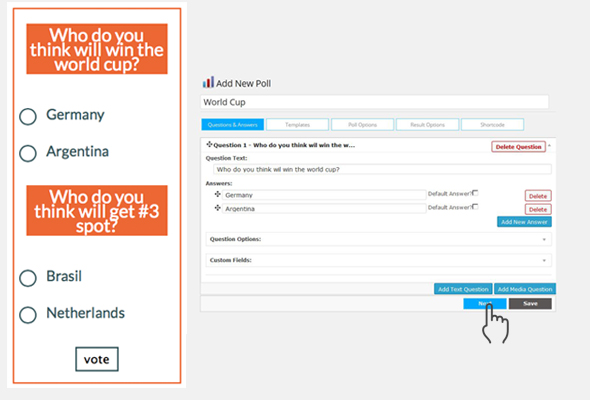 Who do you
think will win the
world cup?
Germany
Argentina
Who do you
think will get #3
spot?
Brasil
Netherlands
vote
Add New Poll
World Cup
Questions & Answers
Templates
Poll Options
Result Options
Shortcode
Question 1 - Who do you think wil win the w...
Delete Question
Question Text:
Who do you think wil win the world cup?
Answers:
Germany
Default Answer?
Delete
Argentina
Default Answer?
Delete
Add New Answer
Question Options:
Custom Fields:
Add Text Question
Add Media Question
Save